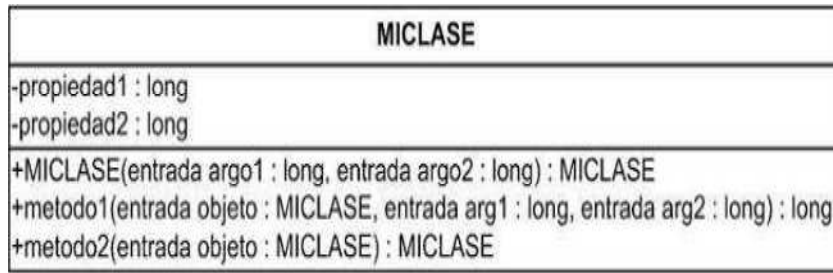 MICLASE
-propiedad1 : long
-propiedad2 : long
+MICLASE(entrada argo1 : long, entrada argo2 : long) : MICLASE
+metodo1(entrada objeto : MICLASE, entrada arg1 : long, entrada arg2 : long) : long
+metodo2(entrada objeto : MICLASE) : MICLASE